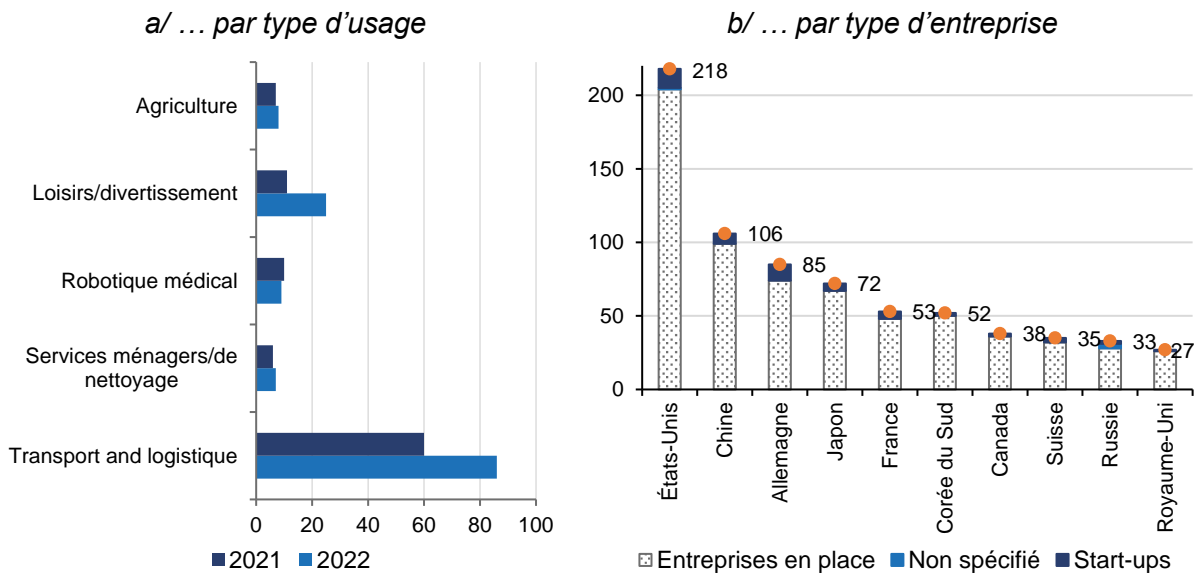 a/ … par type d’usage
Agriculture
Loisirs/divertissement
Robotique médical
Services ménagers/de
nettoyage
Transport and logistique
0 20 40 60 80 100
2021 2022
b/ … par type d’entreprise
200
150
100
50
0
218
106
85
72
53
52
38
35
33
27
États-Unis
Chine
Allemagne
Japon
France
Corée du Sud
Canada
Suisse
Russie
Royaume-Uni
Entreprises en place Non spécifié Start-ups